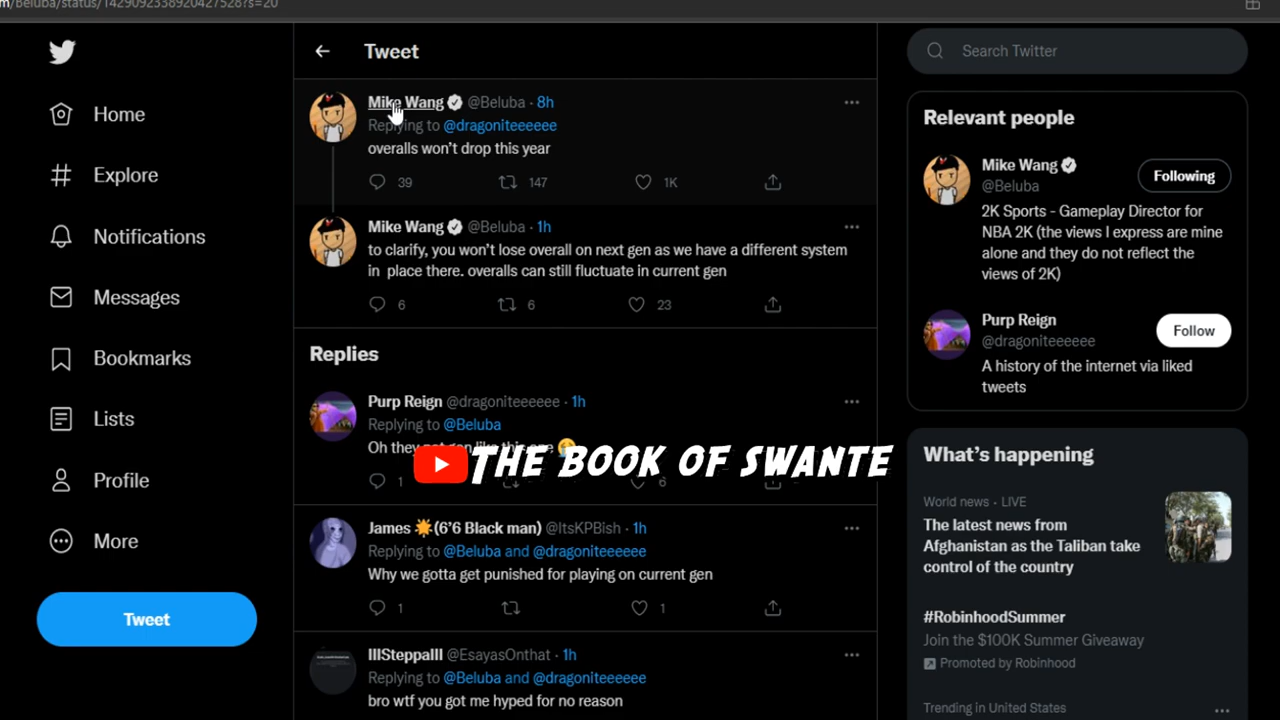 m/Beluba/status/1429092338920427528?s=20
Home
Explore
Notifications
Messages
Bookmarks
Lists
Profile
More
Tweet
Tweet
Mike Wang @Beluba · 8h
Replying to @dragoniteeeeee
overalls won't drop this year
39 147 1K
Mike Wang @Beluba · 1h
to clarify, you won't lose overall on next gen as we have a different system
in place there. overalls can still fluctuate in current gen
6 6 23
Replies
Purp Reign @dragoniteeeeee · 1h
Replying to @Beluba
Oh they
1 6
THE BOOK OF SWANTE
James ☀️(6'6 Black man) @ItsKPBish · 1h
Replying to @Beluba and @dragoniteeeeee
Why we gotta get punished for playing on current gen
1 1
IIISteppaIII @EsayasOnthat · 1h
Replying to @Beluba and @dragoniteeeeee
bro wtf you got me hyped for no reason
Search Twitter
Relevant people
Mike Wang
@Beluba
Following
2K Sports - Gameplay Director for
NBA 2K (the views I express are mine
alone and they do not reflect the
views of 2K)
Purp Reign
@dragoniteeeeee
Follow
A history of the internet via liked
tweets
What's happening
World news · LIVE
The latest news from
Afghanistan as the Taliban take
control of the country
#RobinhoodSummer
Join the $100K Summer Giveaway
Promoted by Robinhood
Trending in United States